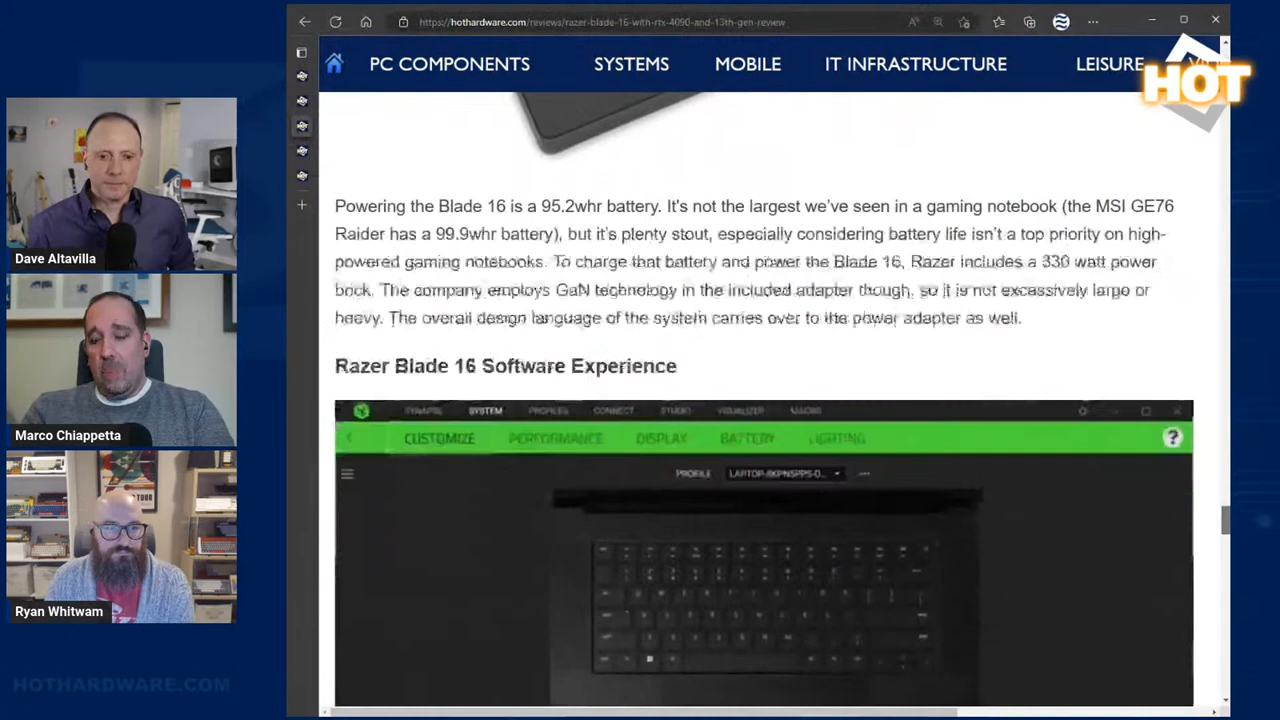 https://hothardware.com/reviews/razer-blade-16-with-rtx-4090-and-13th-gen-review
PC COMPONENTS SYSTEMS MOBILE IT INFRASTRUCTURE LEISURE
HOT
Powering the Blade 16 is a 95.2whr battery. It's not the largest we've seen in a gaming notebook (the MSI GE76
Raider has a 99.9whr battery), but it's plenty stout, especially considering battery life isn't a top priority on high-
powered gaming notebooks. To charge that battery and power the Blade 16, Razer includes a 330 watt power
brick. The company employs GaN technology in the included adapter though, so it is not excessively large or
heavy. The overall design language of the system carries over to the power adapter as well.
Razer Blade 16 Software Experience
SYNAPSE SYSTEM PROFILES CONNECT STUDIO VISUALIZER MACRO
CUSTOMIZE PERFORMANCE DISPLAY BATTERY LIGHTING
?
PROFILE
Dave Altavilla
Marco Chiappetta
Ryan Whitwam
HOTHARDWARE.COM